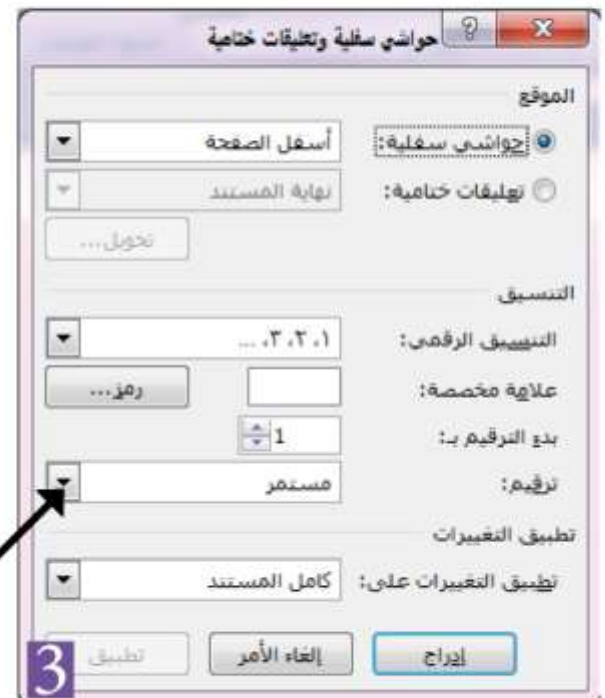 حواشي سفلية وتعليقات ختامية
الموقع
حواشي سفلية: أسفل الصفحة
تعليقات ختامية: نهاية المستند
تحويل...
التنسيق
التنسيق الرقمي: ١، ٢، ٣، ...
علامة مخصصة: رمز...
بدء الترقيم بـ: 1
ترقيم: مستمر
تطبيق التغييرات
تطبيق التغييرات على: كامل المستند
إدراج إلغاء الأمر تطبيق
3